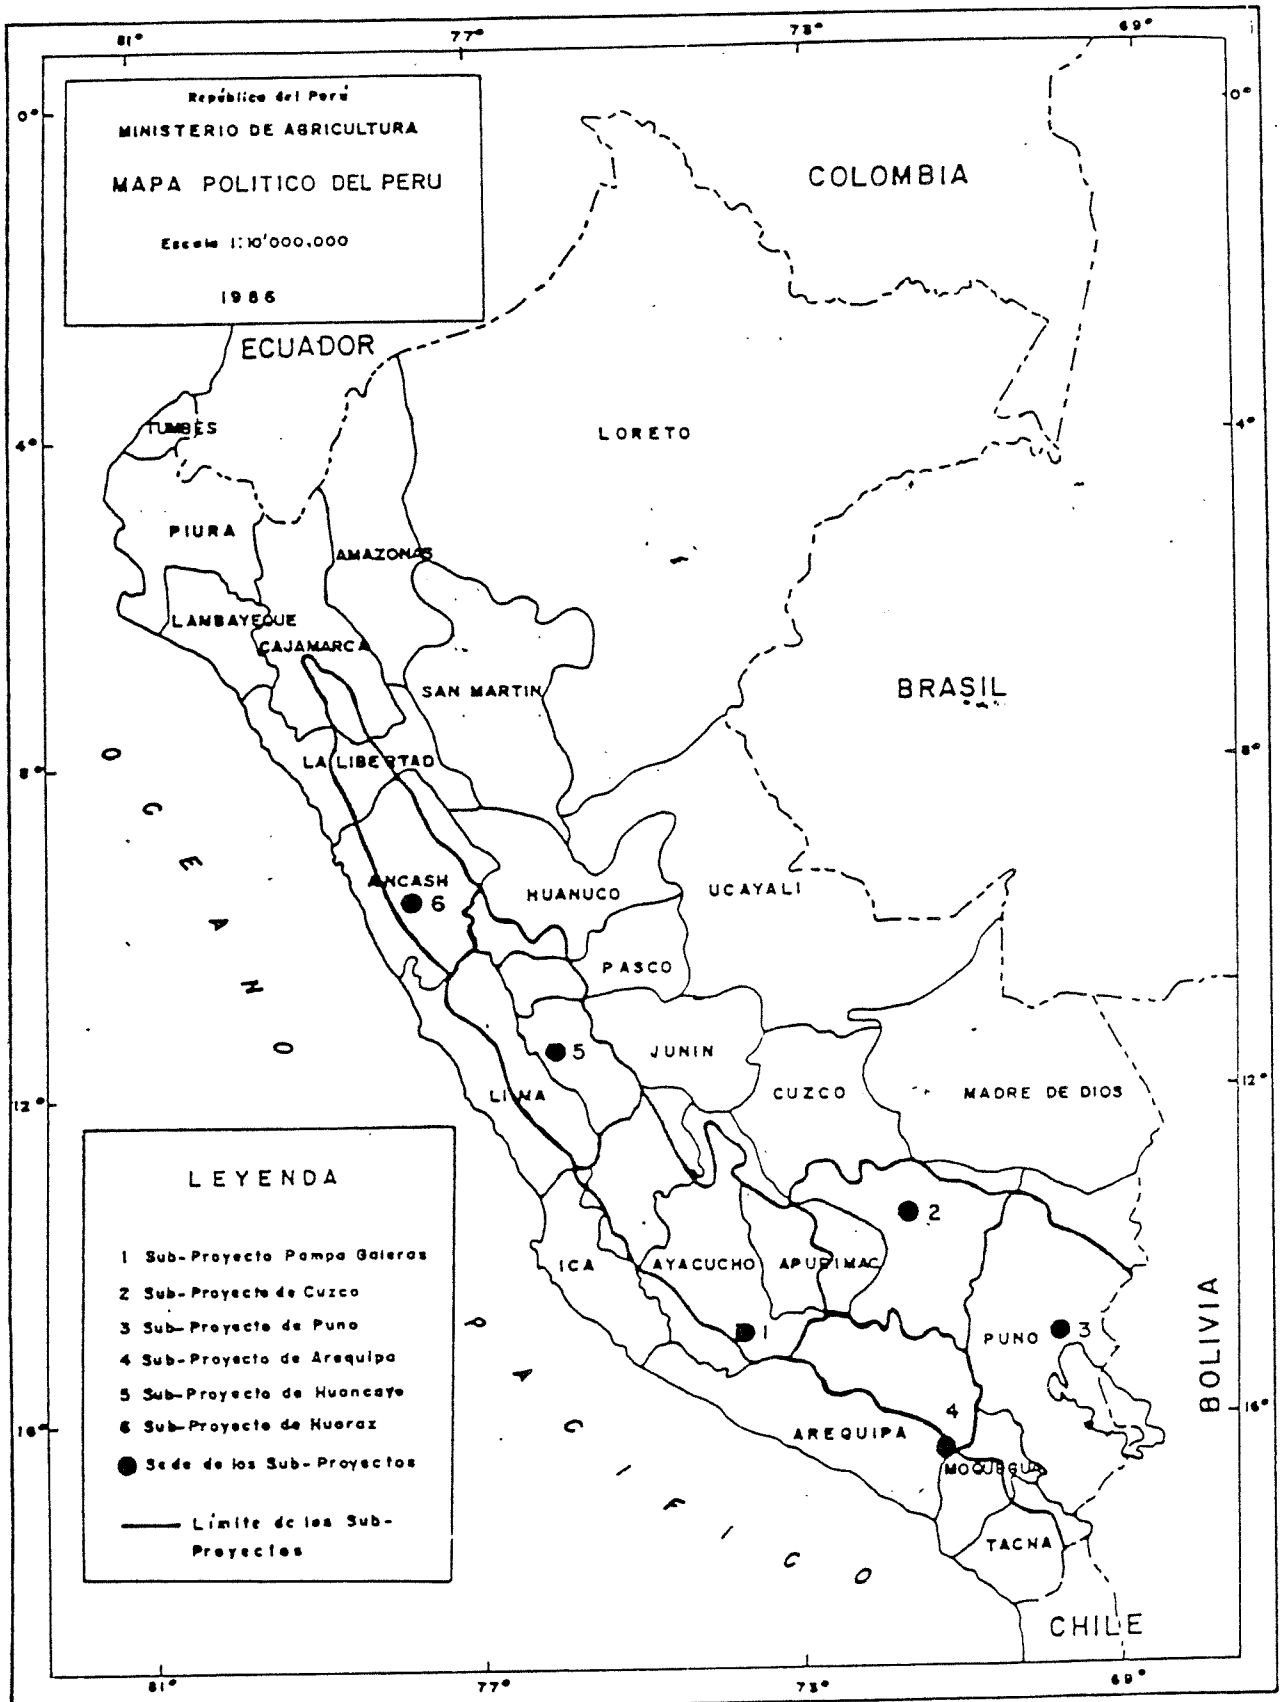 81° 77° 73° 69°
República del Perú
MINISTERIO DE AGRICULTURA
MAPA POLITICO DEL PERU
Escala 1:10'000,000
1986
0° 0°
COLOMBIA
ECUADOR
TUMBES
LORETO
4° 4°
PIURA
AMAZONAS
LAMBAYEQUE
CAJAMARCA
SAN MARTIN
BRASIL
8° 8°
LA LIBERTAD
ANCASH
6
HUANUCO
UCAYALI
PASCO
OCEANO
5
JUNIN
LIMA
CUZCO
MADRE DE DIOS
12° 12°
2
ICA
AYACUCHO
APURIMAC
1
PUNO
3
BOLIVIA
4
AREQUIPA
16° 16°
MOQUEGUA
TACNA
PACIFICO
CHILE
LEYENDA
1 Sub-Proyecto Pampa Galeras
2 Sub-Proyecto de Cuzco
3 Sub-Proyecto de Puno
4 Sub-Proyecto de Arequipa
5 Sub-Proyecto de Huancayo
6 Sub-Proyecto de Huaraz
Sede de los Sub-Proyectos
Límite de los Sub-
Proyectos
81° 77° 73° 69°